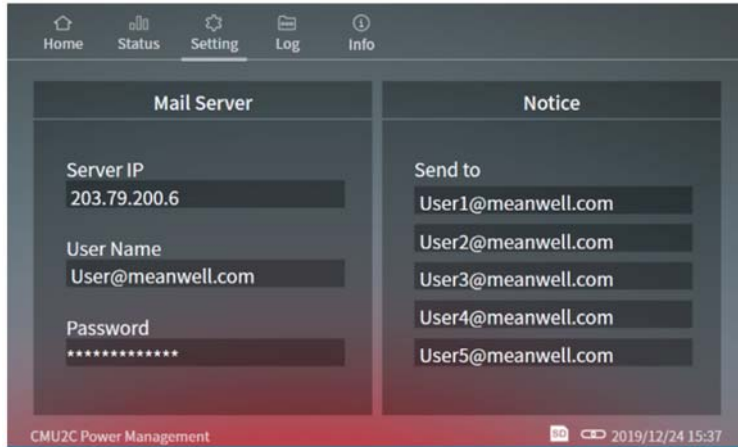 Home Status Setting Log Info
Mail Server
Server IP
203.79.200.6
User Name
User@meanwell.com
Password
*************
Notice
Send to
User1@meanwell.com
User2@meanwell.com
User3@meanwell.com
User4@meanwell.com
User5@meanwell.com
CMU2C Power Management
SD
2019/12/24 15:37